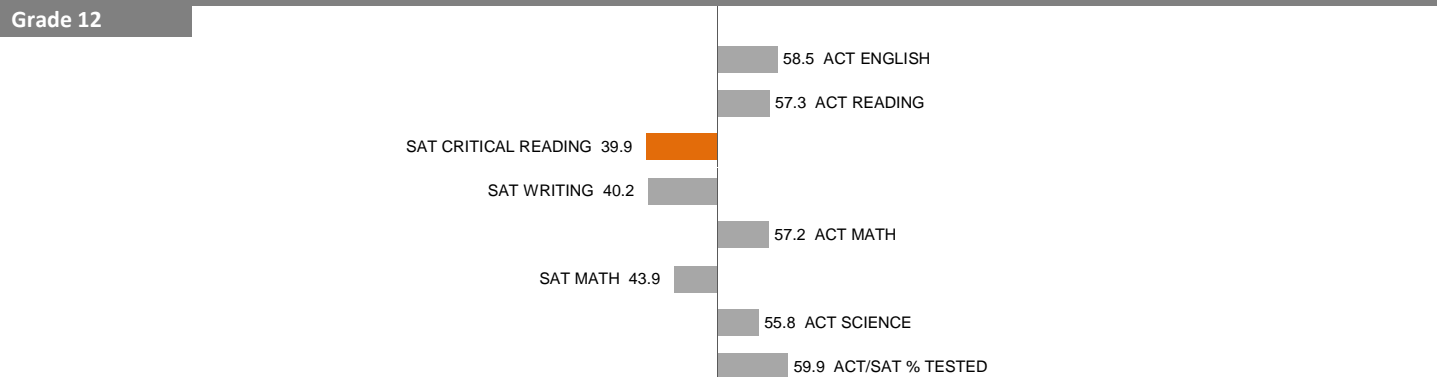 Grade 12
58.5 ACT ENGLISH
57.3 ACT READING
SAT CRITICAL READING 39.9
SAT WRITING 40.2
57.2 ACT MATH
SAT MATH 43.9
55.8 ACT SCIENCE
59.9 ACT/SAT % TESTED